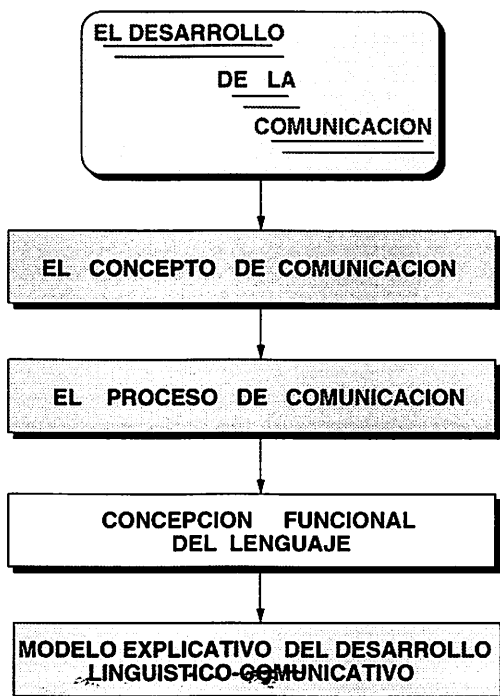 EL DESARROLLO
DE LA
COMUNICACION
EL CONCEPTO DE COMUNICACION
EL PROCESO DE COMUNICACION
CONCEPCION FUNCIONAL
DEL LENGUAJE
MODELO EXPLICATIVO DEL DESARROLLO
LINGUISTICO-COMUNICATIVO